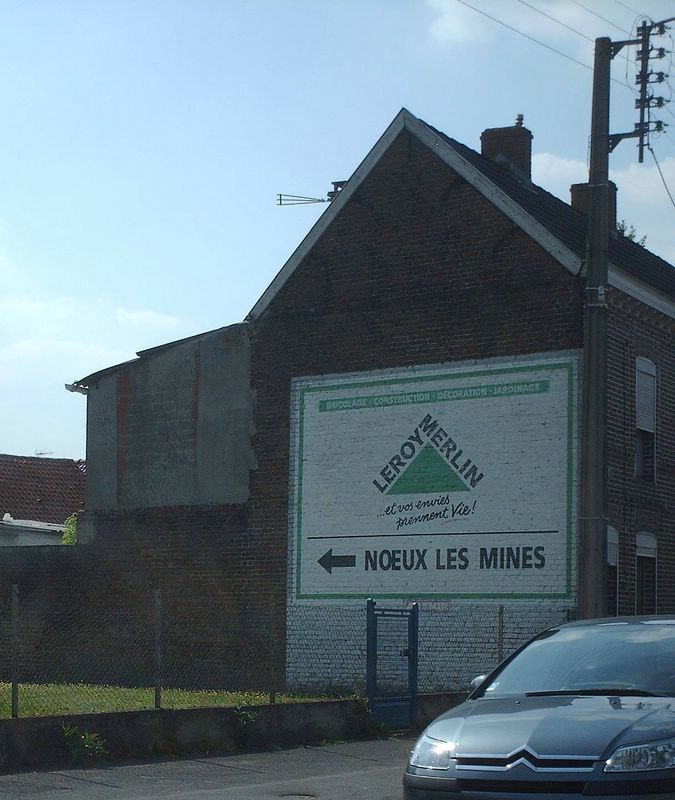 BRICOLAGE - CONSTRUCTION - DÉCORATION - JARDINAGE
LEROY MERLIN
...et vos envies
prennent Vie!
NOEUX LES MINES